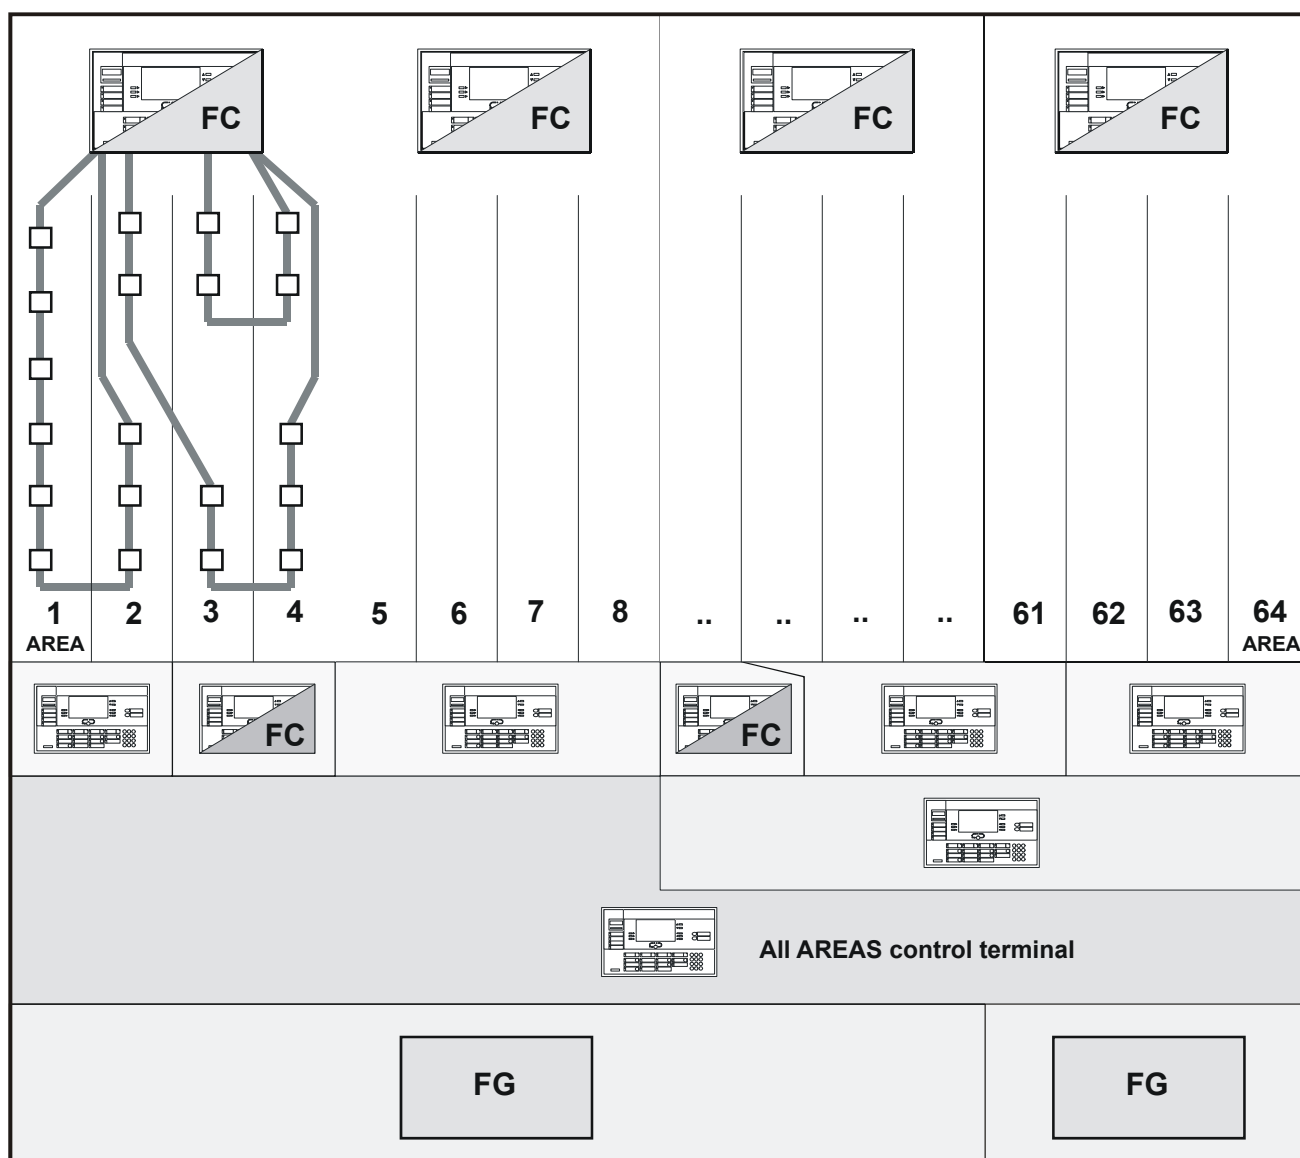 FC FC FC FC
1 2 3 4 5 6 7 8 .. .. .. .. 61 62 63 64
AREA AREA
FC FC
All AREAS control terminal
FG FG